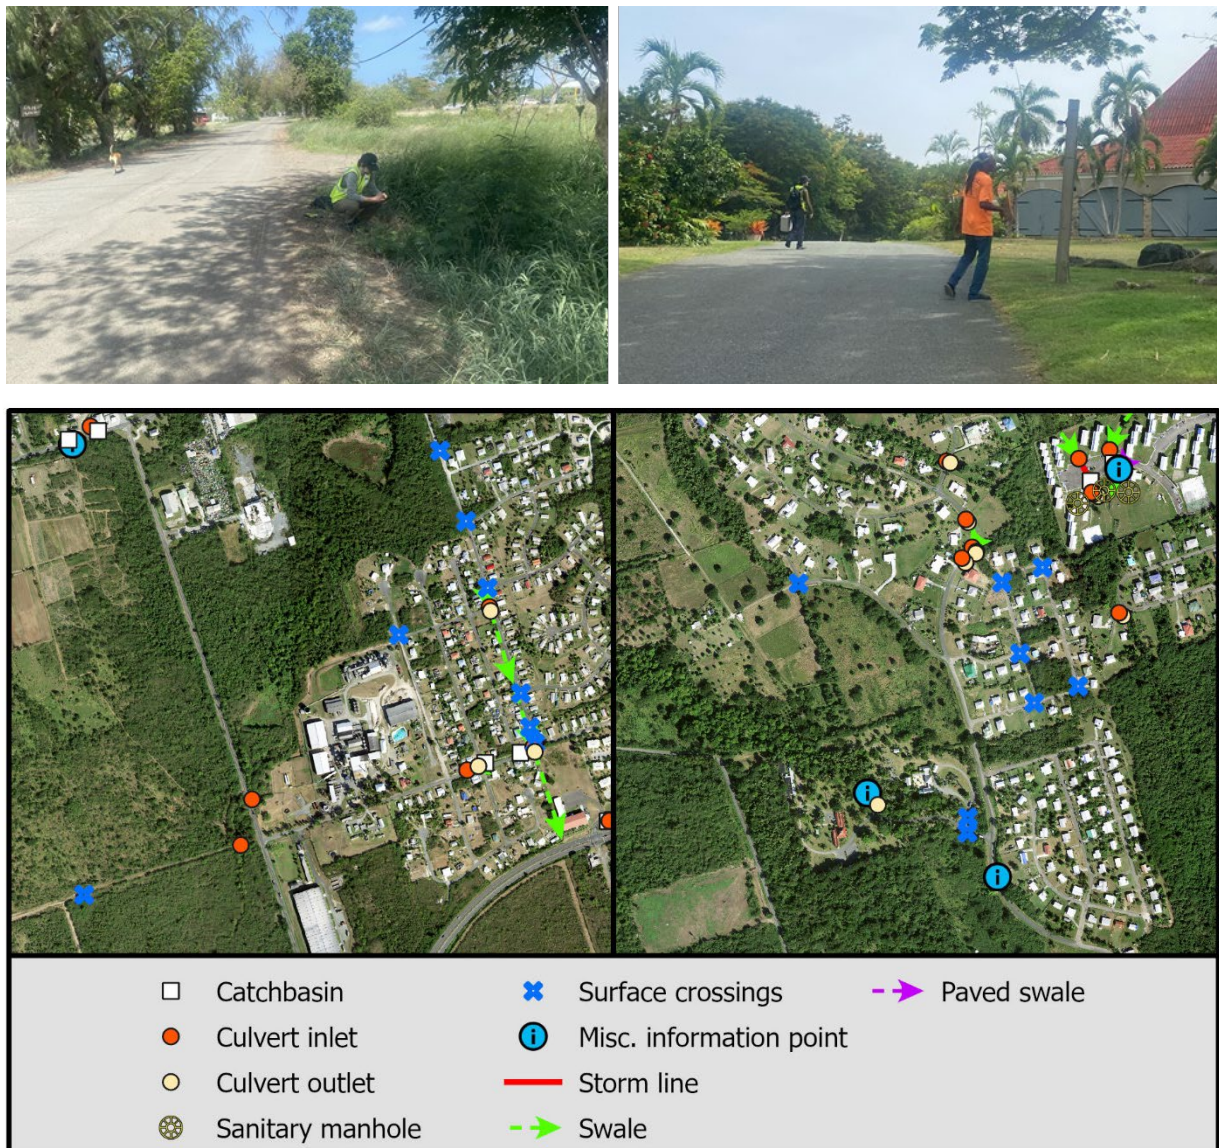 Catchbasin
Surface crossings
Paved swale
Culvert inlet
Misc. information point
Culvert outlet
Storm line
Sanitary manhole
Swale